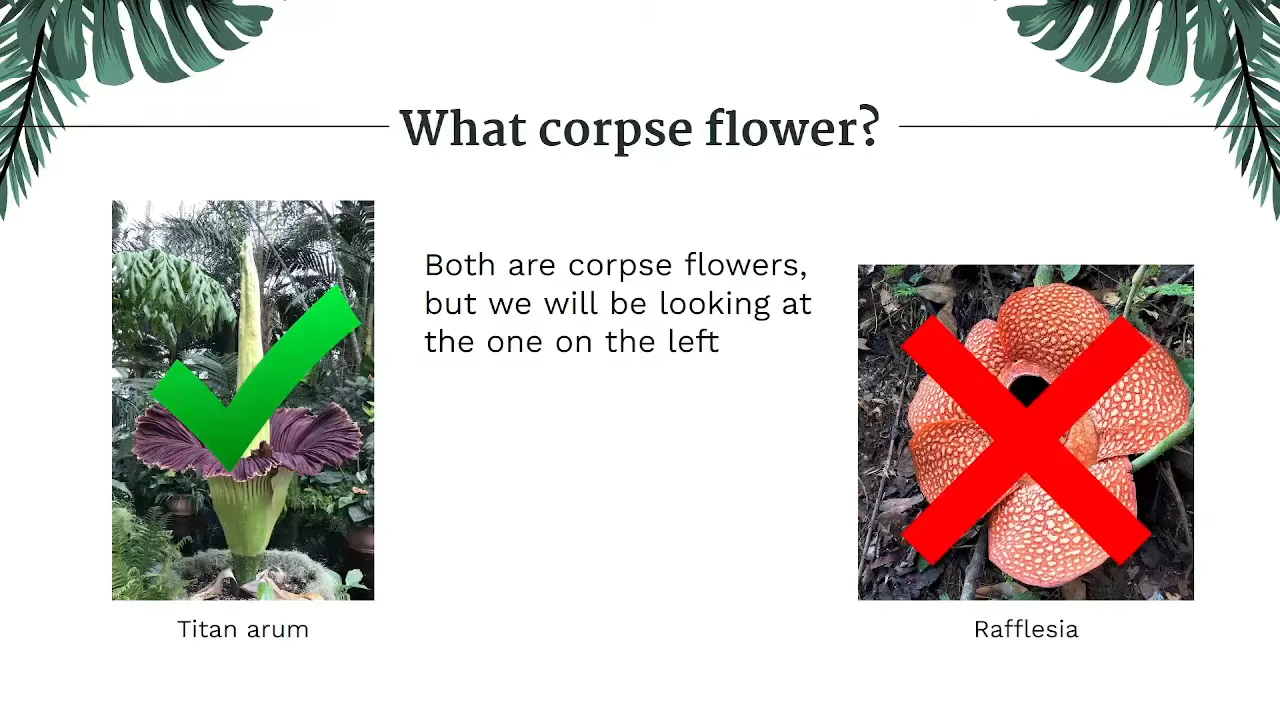 What corpse flower?
Both are corpse flowers,
but we will be looking at
the one on the left
Titan arum
Rafflesia